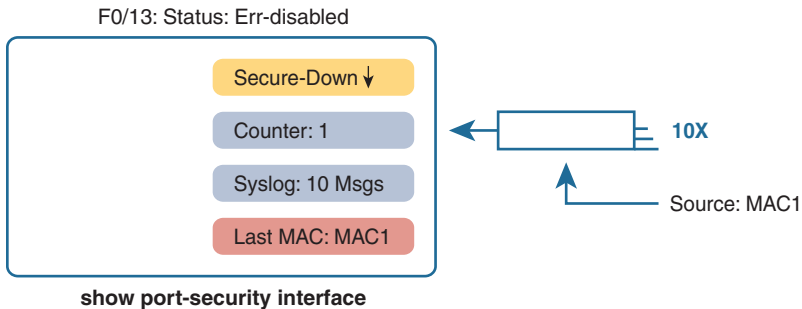 F0/13: Status: Err-disabled
Secure-Down
Counter: 1
Syslog: 10 Msgs
Last MAC: MAC1
10X
Source: MAC1
show port-security interface